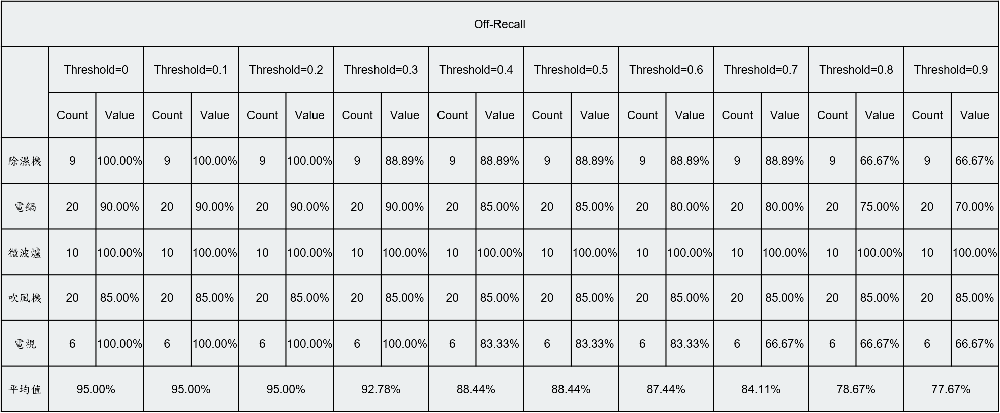 Off-Recall
Threshold=0 Threshold=0.1 Threshold=0.2 Threshold=0.3 Threshold=0.4 Threshold=0.5 Threshold=0.6 Threshold=0.7 Threshold=0.8 Threshold=0.9
Count Value Count Value Count Value Count Value Count Value Count Value Count Value Count Value Count Value Count Value
除濕機 9 100.00% 9 100.00% 9 100.00% 9 88.89% 9 88.89% 9 88.89% 9 88.89% 9 88.89% 9 66.67% 9 66.67%
電鍋 20 90.00% 20 90.00% 20 90.00% 20 90.00% 20 85.00% 20 85.00% 20 80.00% 20 80.00% 20 75.00% 20 70.00%
微波爐 10 100.00% 10 100.00% 10 100.00% 10 100.00% 10 100.00% 10 100.00% 10 100.00% 10 100.00% 10 100.00% 10 100.00%
吹風機 20 85.00% 20 85.00% 20 85.00% 20 85.00% 20 85.00% 20 85.00% 20 85.00% 20 85.00% 20 85.00% 20 85.00%
電視 6 100.00% 6 100.00% 6 100.00% 6 100.00% 6 83.33% 6 83.33% 6 83.33% 6 66.67% 6 66.67% 6 66.67%
平均值 95.00% 95.00% 95.00% 92.78% 88.44% 88.44% 87.44% 84.11% 78.67% 77.67%